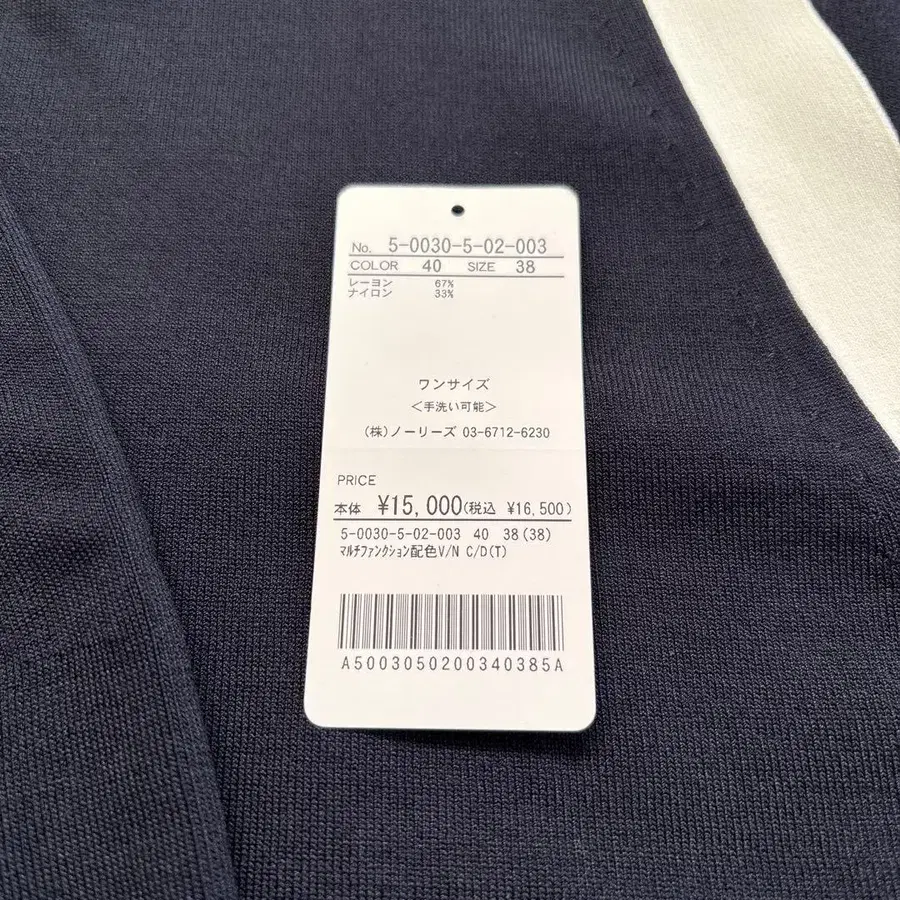 No. 5-0030-5-02-003
COLOR 40 SIZE 38
レーヨン 67%
ナイロン 33%
ワンサイズ
<手洗い可能>
(株)ノーリーズ 03-6712-6230
PRICE
本体 ¥15,000(税込 ¥16,500)
5-0030-5-02-003 40 38(38)
ﾏﾙﾁﾌｧﾝｸｼｮﾝ配色V/N C/D(T)
A5003050200340385A